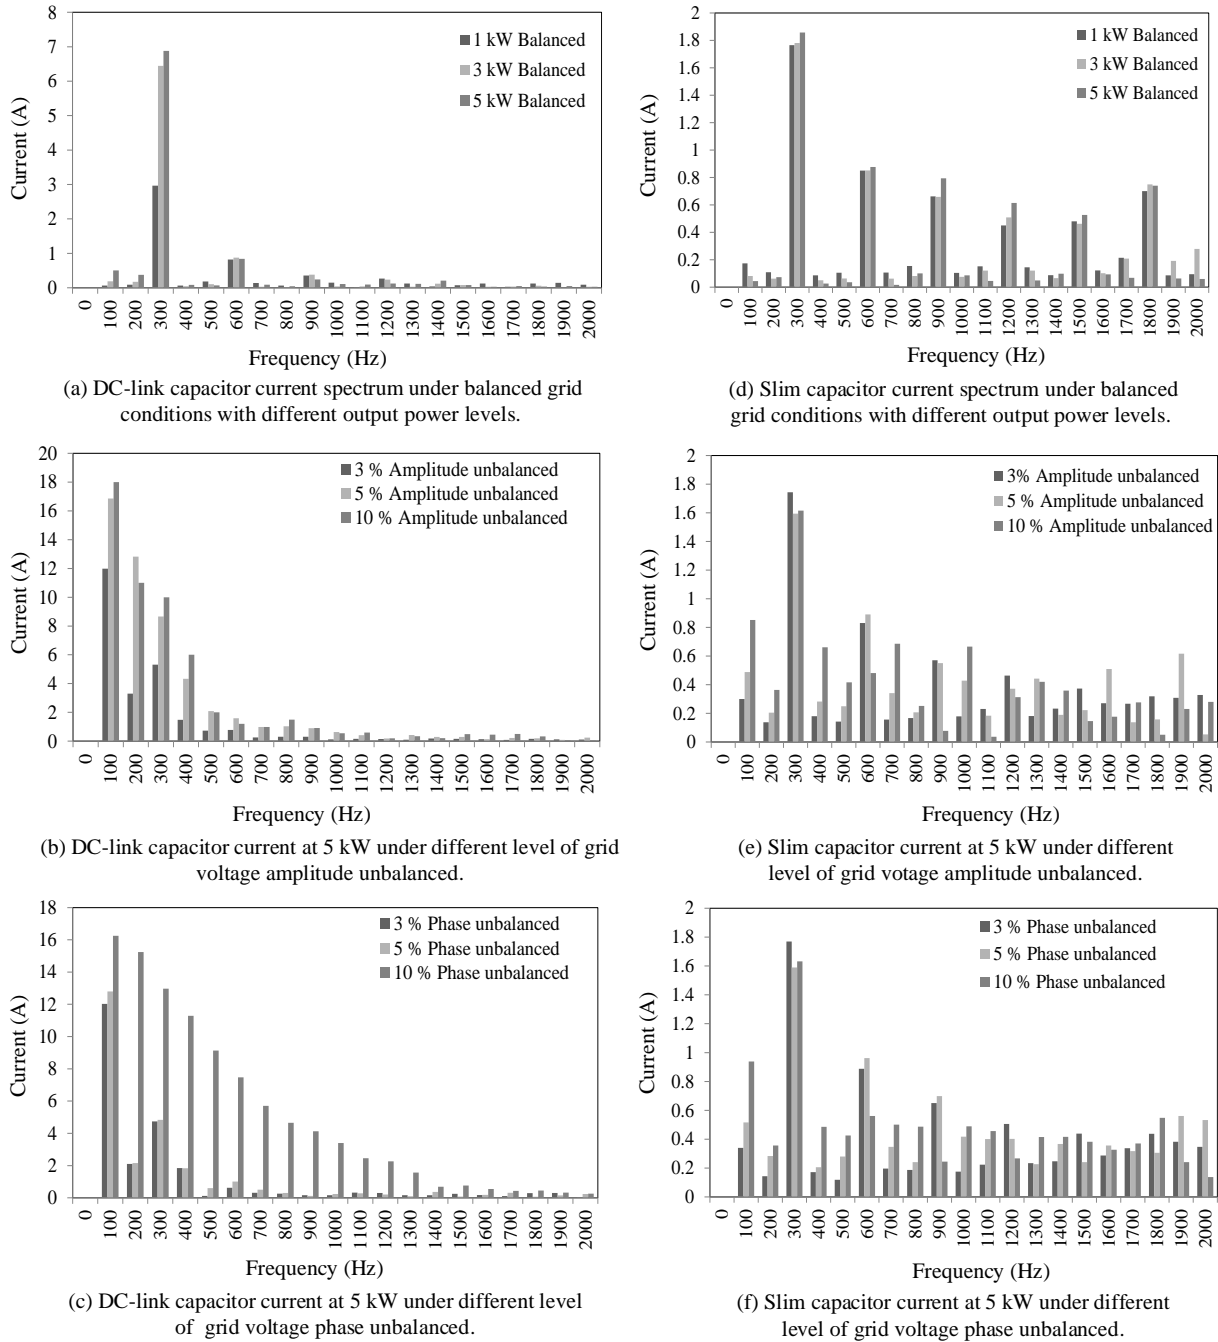 8
7
6
5
4
3
2
1
0
Current (A)
1 kW Balanced
3 kW Balanced
5 kW Balanced
0 100 200 300 400 500 600 700 800 900 1000 1100 1200 1300 1400 1500 1600 1700 1800 1900 2000
Frequency (Hz)
(a) DC-link capacitor current spectrum under balanced grid
conditions with different output power levels.
2
1.8
1.6
1.4
1.2
1
0.8
0.6
0.4
0.2
0
Current (A)
1 kW Balanced
3 kW Balanced
5 kW Balanced
0 100 200 300 400 500 600 700 800 900 1000 1100 1200 1300 1400 1500 1600 1700 1800 1900 2000
Frequency (Hz)
(d) Slim capacitor current spectrum under balanced
grid conditions with different output power levels.
20
18
16
14
12
10
8
6
4
2
0
Current (A)
3 % Amplitude unbalanced
5 % Amplitude unbalanced
10 % Amplitude unbalanced
0 100 200 300 400 500 600 700 800 900 1000 1100 1200 1300 1400 1500 1600 1700 1800 1900 2000
Frequency (Hz)
(b) DC-link capacitor current at 5 kW under different level of grid
voltage amplitude unbalanced.
2
1.8
1.6
1.4
1.2
1
0.8
0.6
0.4
0.2
0
Current (A)
3% Amplitude unbalanced
5 % Amplitude unbalanced
10 % Amplitude unbalanced
0 100 200 300 400 500 600 700 800 900 1000 1100 1200 1300 1400 1500 1600 1700 1800 1900 2000
Frequency (Hz)
(e) Slim capacitor current at 5 kW under different
level of grid votage amplitude unbalanced.
18
16
14
12
10
8
6
4
2
0
Current (A)
3 % Phase unbalanced
5 % Phase unbalanced
10 % Phase unbalanced
0 100 200 300 400 500 600 700 800 900 1000 1100 1200 1300 1400 1500 1600 1700 1800 1900 2000
Frequency (Hz)
(c) DC-link capacitor current at 5 kW under different level
of grid voltage phase unbalanced.
2
1.8
1.6
1.4
1.2
1
0.8
0.6
0.4
0.2
0
Current (A)
3 % Phase unbalanced
5 % Phase unbalanced
10 % Phase unbalanced
0 100 200 300 400 500 600 700 800 900 1000 1100 1200 1300 1400 1500 1600 1700 1800 1900 2000
Frequency (Hz)
(f) Slim capacitor current at 5 kW under different
level of grid voltage phase unbalanced.